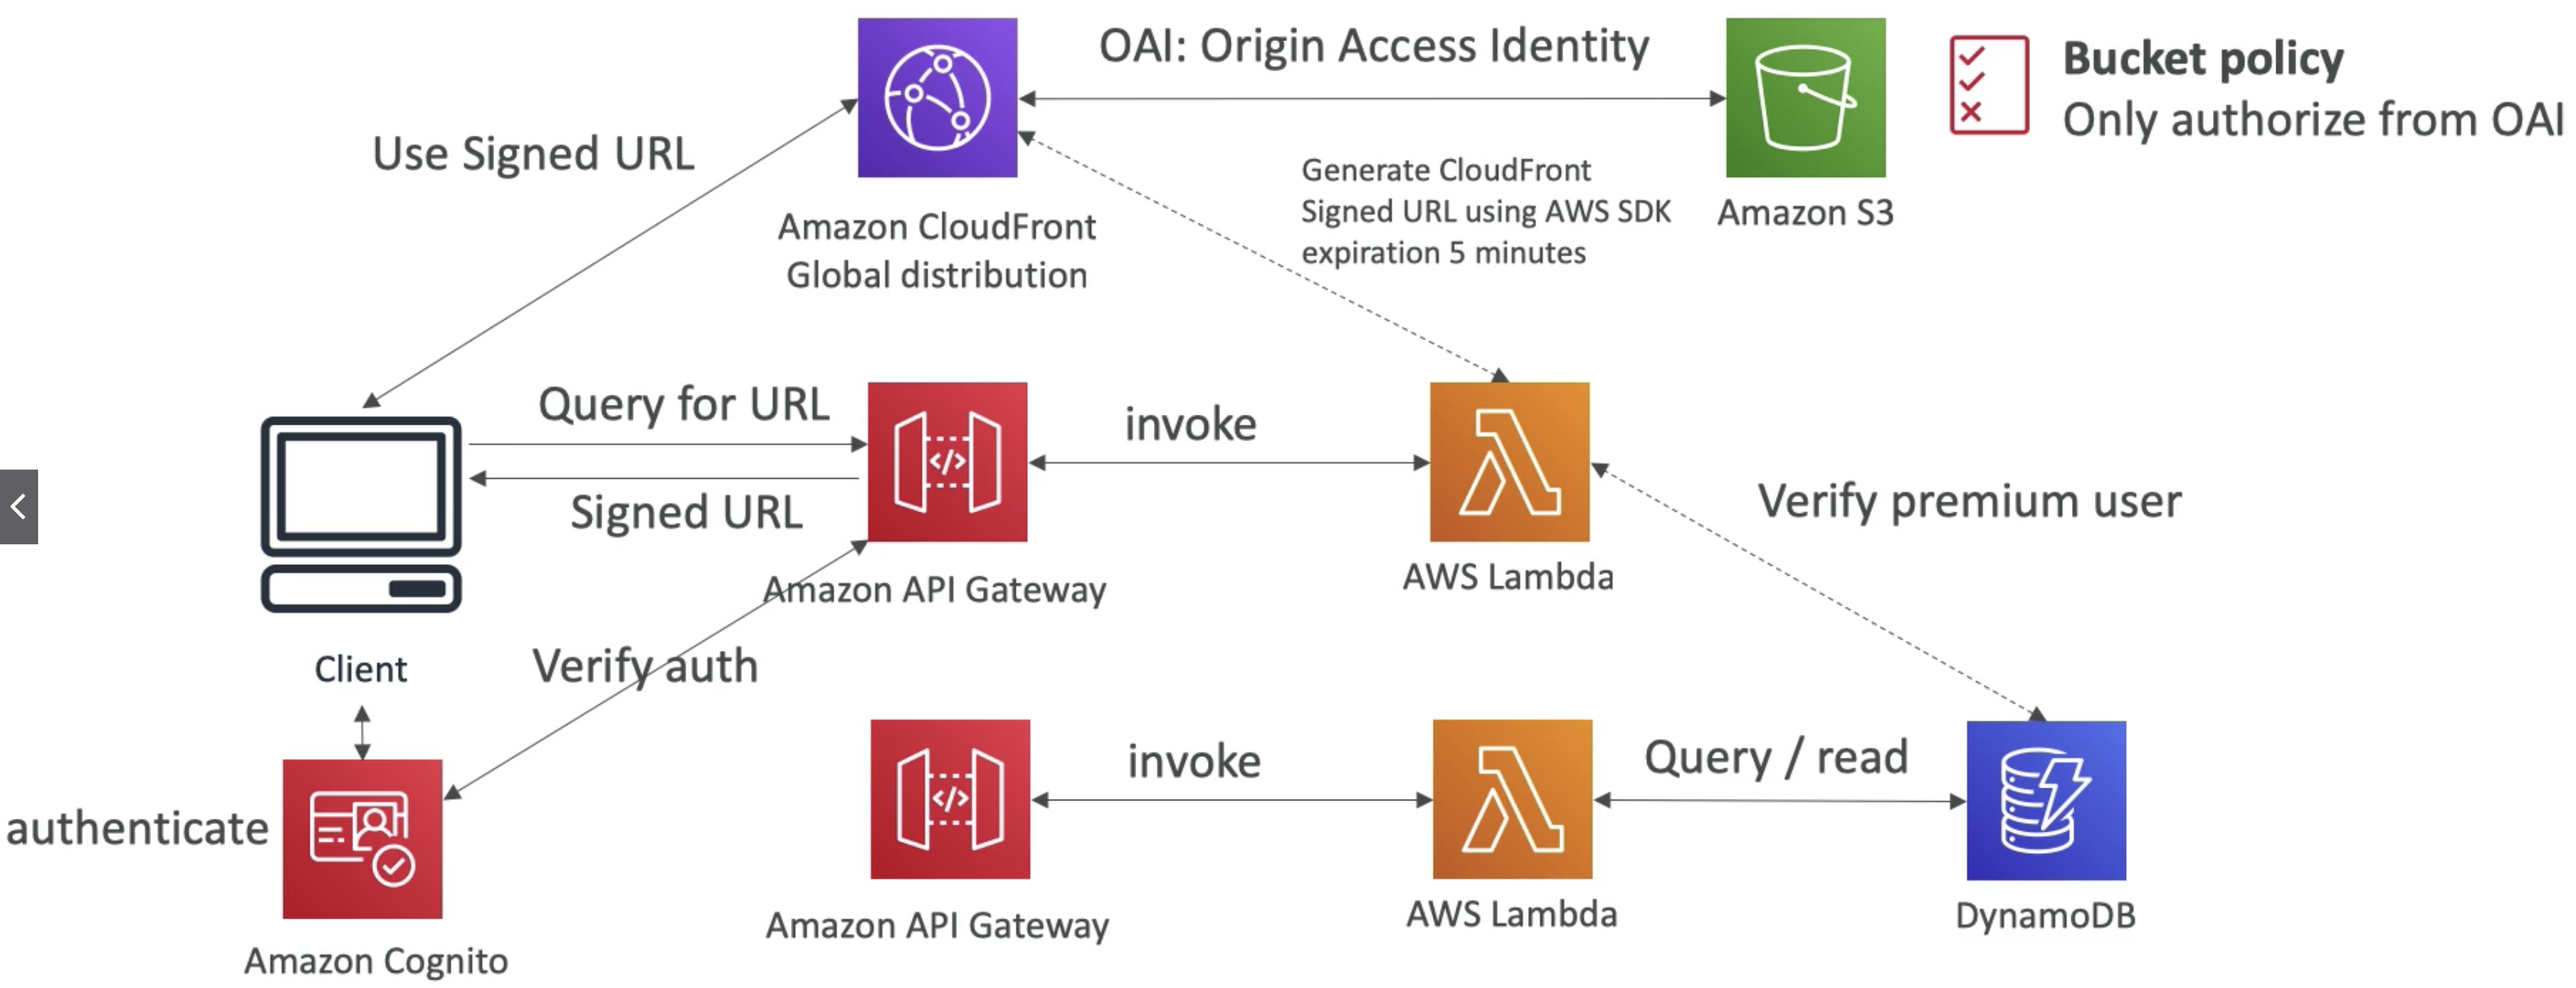 OAI: Origin Access Identity
Bucket policy
Only authorize from OAI
Use Signed URL
Generate CloudFront
Signed URL using AWS SDK
expiration 5 minutes
Amazon S3
Amazon CloudFront
Global distribution
Query for URL
invoke
Signed URL
Verify premium user
Amazon API Gateway
</>
AWS Lambda
Client
Verify auth
invoke
Query / read
authenticate
</>
Amazon API Gateway
AWS Lambda
DynamoDB
Amazon Cognito